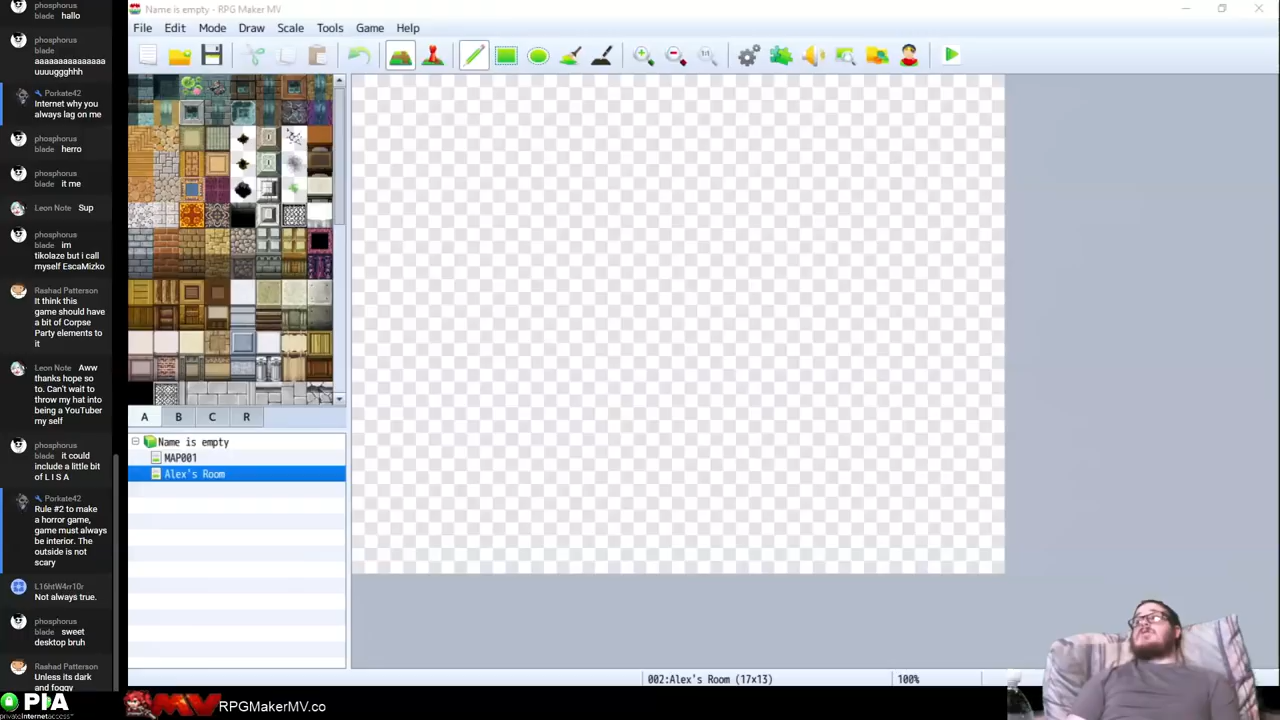 phosphorus
blade hallo
phosphorus
blade
aaaaaaaaaaaaaa
uuuuggghhh
Porkate42
Internet why you
always lag on me
phosphorus
blade herro
phosphorus
blade it me
Leon Note Sup
phosphorus
blade im
tikolaze but i call
myself EscaMizko
Rashad Patterson
It think this
game should have
a bit of Corpse
Party elements to
it
Leon Note Aww
thanks hope so
to. Can't wait to
throw my hat into
being a YouTuber
my self
phosphorus
blade it could
include a little bit
of L I S A
Porkate42
Rule #2 to make
a horror game,
game must always
be interior. The
outside is not
scary
L16htW4rr10r
Not always true.
phosphorus
blade sweet
desktop bruh
Rashad Patterson
Unless its dark
and foggy
PIA
privateinternetaccess
Name is empty - RPG Maker MV
File Edit Mode Draw Scale Tools Game Help
1:1
A B C R
Name is empty
MAP001
Alex's Room
002:Alex's Room (17x13) 100%
MV RPGMakerMV.co